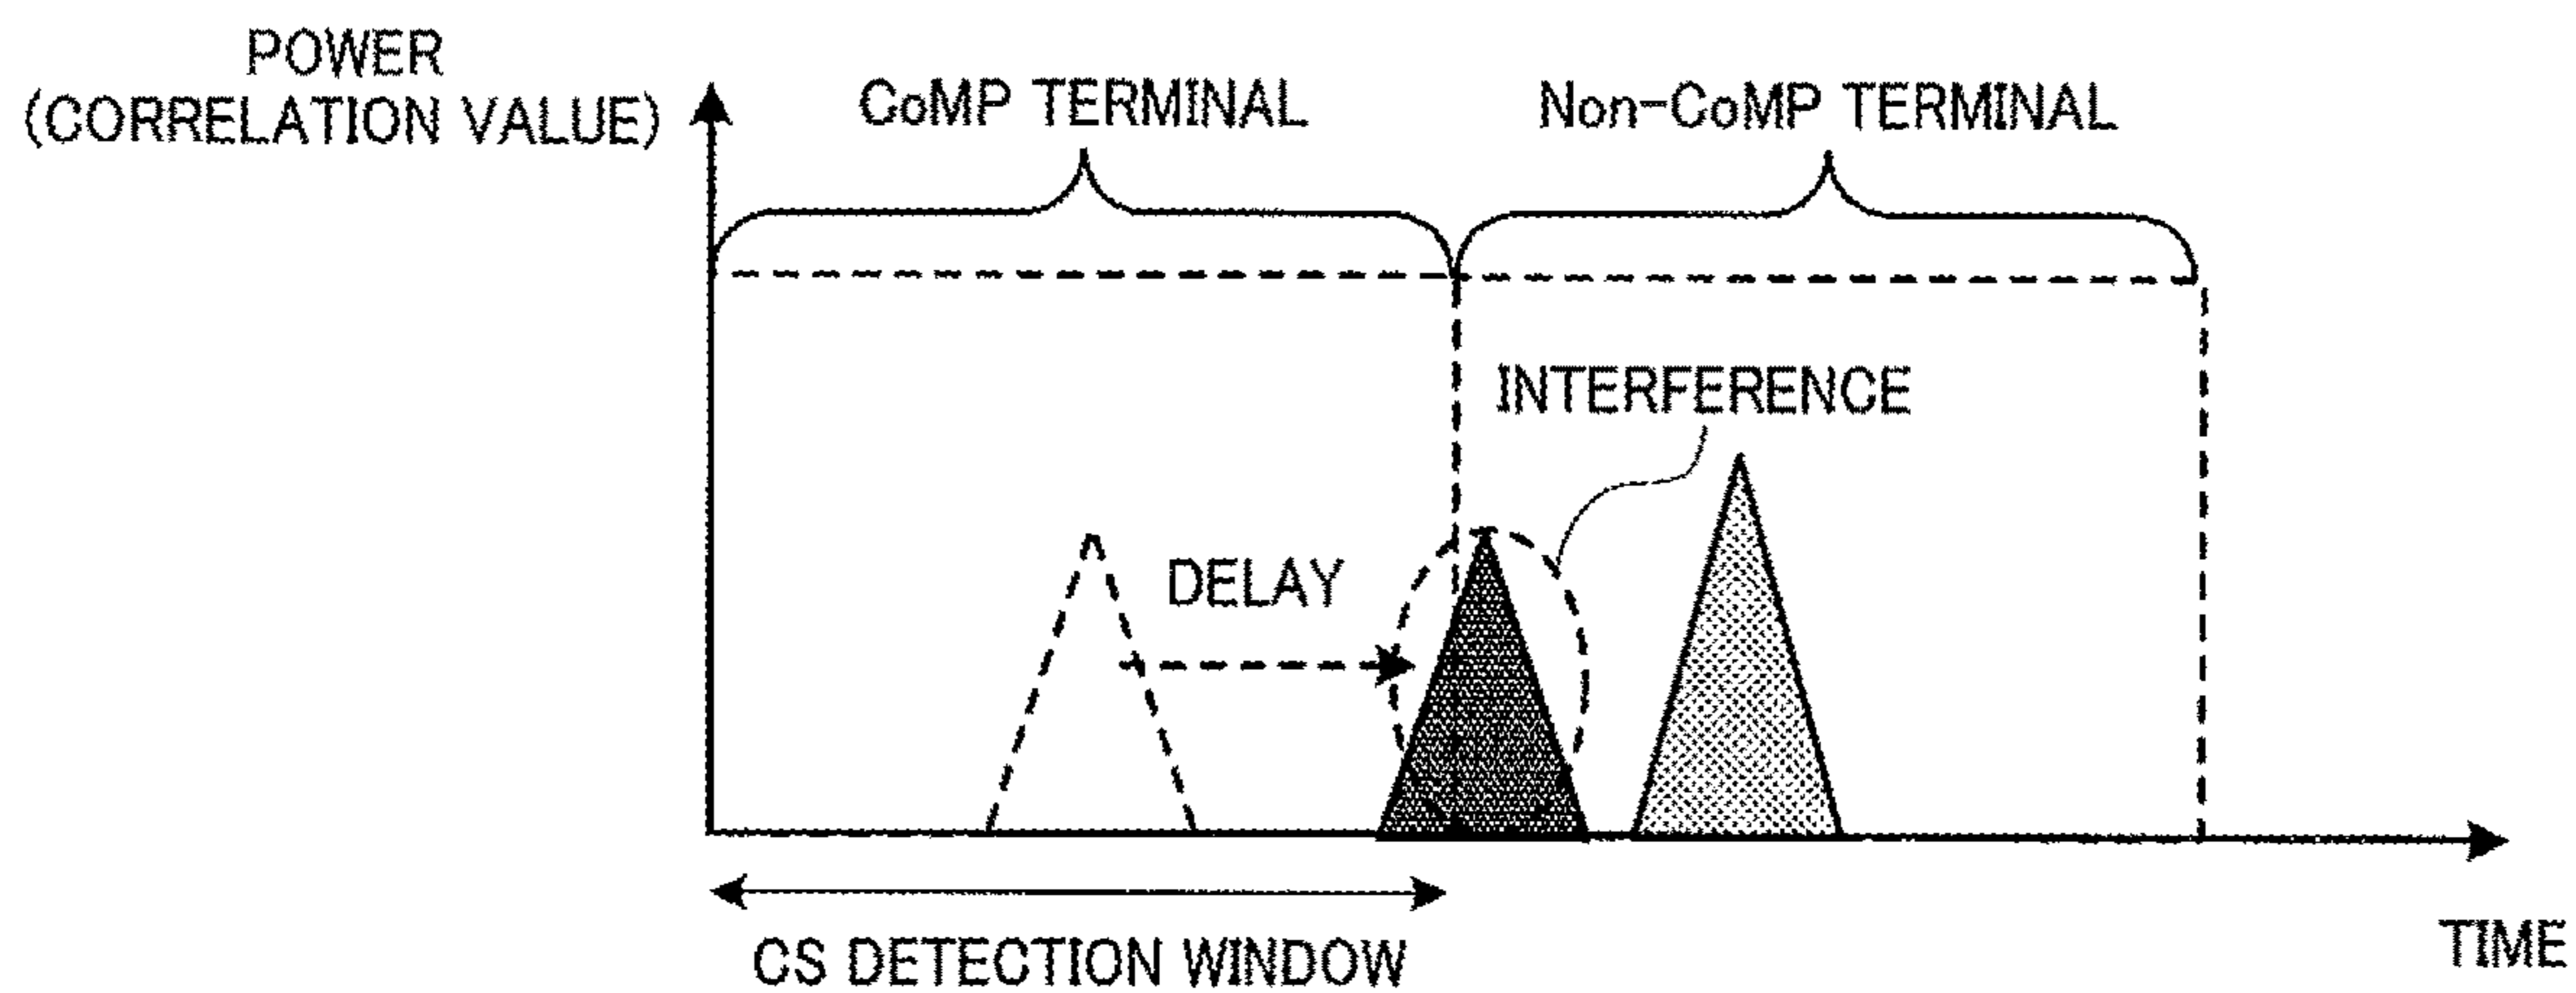 POWER
(CORRELATION VALUE)
CoMP TERMINAL
Non-CoMP TERMINAL
INTERFERENCE
DELAY
CS DETECTION WINDOW
TIME